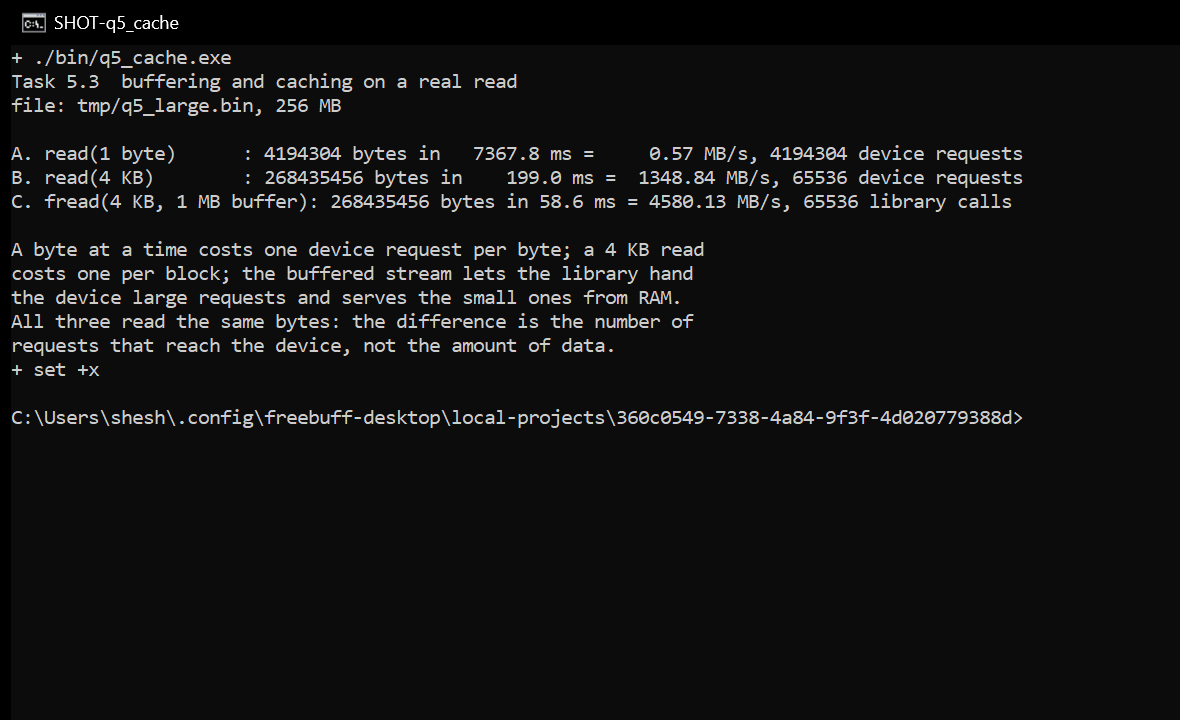 SHOT-q5_cache
+ ./bin/q5_cache.exe
Task 5.3  buffering and caching on a real read
file: tmp/q5_large.bin, 256 MB
A. read(1 byte)      : 4194304 bytes in   7367.8 ms =     0.57 MB/s, 4194304 device requests
B. read(4 KB)        : 268435456 bytes in    199.0 ms =  1348.84 MB/s, 65536 device requests
C. fread(4 KB, 1 MB buffer): 268435456 bytes in 58.6 ms = 4580.13 MB/s, 65536 library calls
A byte at a time costs one device request per byte; a 4 KB read
costs one per block; the buffered stream lets the library hand
the device large requests and serves the small ones from RAM.
All three read the same bytes: the difference is the number of
requests that reach the device, not the amount of data.
+ set +x
C:\Users\shesh\.config\freebuff-desktop\local-projects\360c0549-7338-4a84-9f3f-4d020779388d>